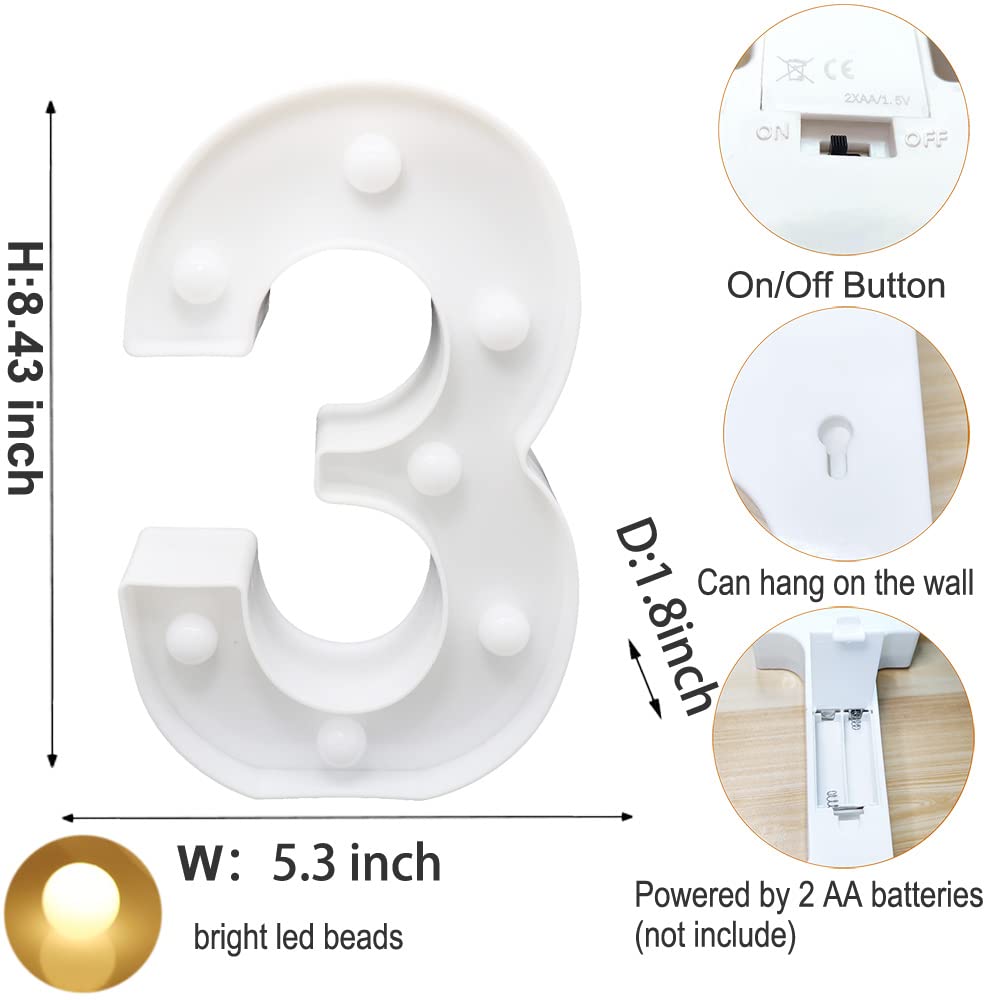 CE
2XAA/1.5V
ON OFF
On/Off Button
H:8.43 inch
Can hang on the wall
D:1.8inch
W: 5.3 inch
bright led beads
Powered by 2 AA batteries
(not include)